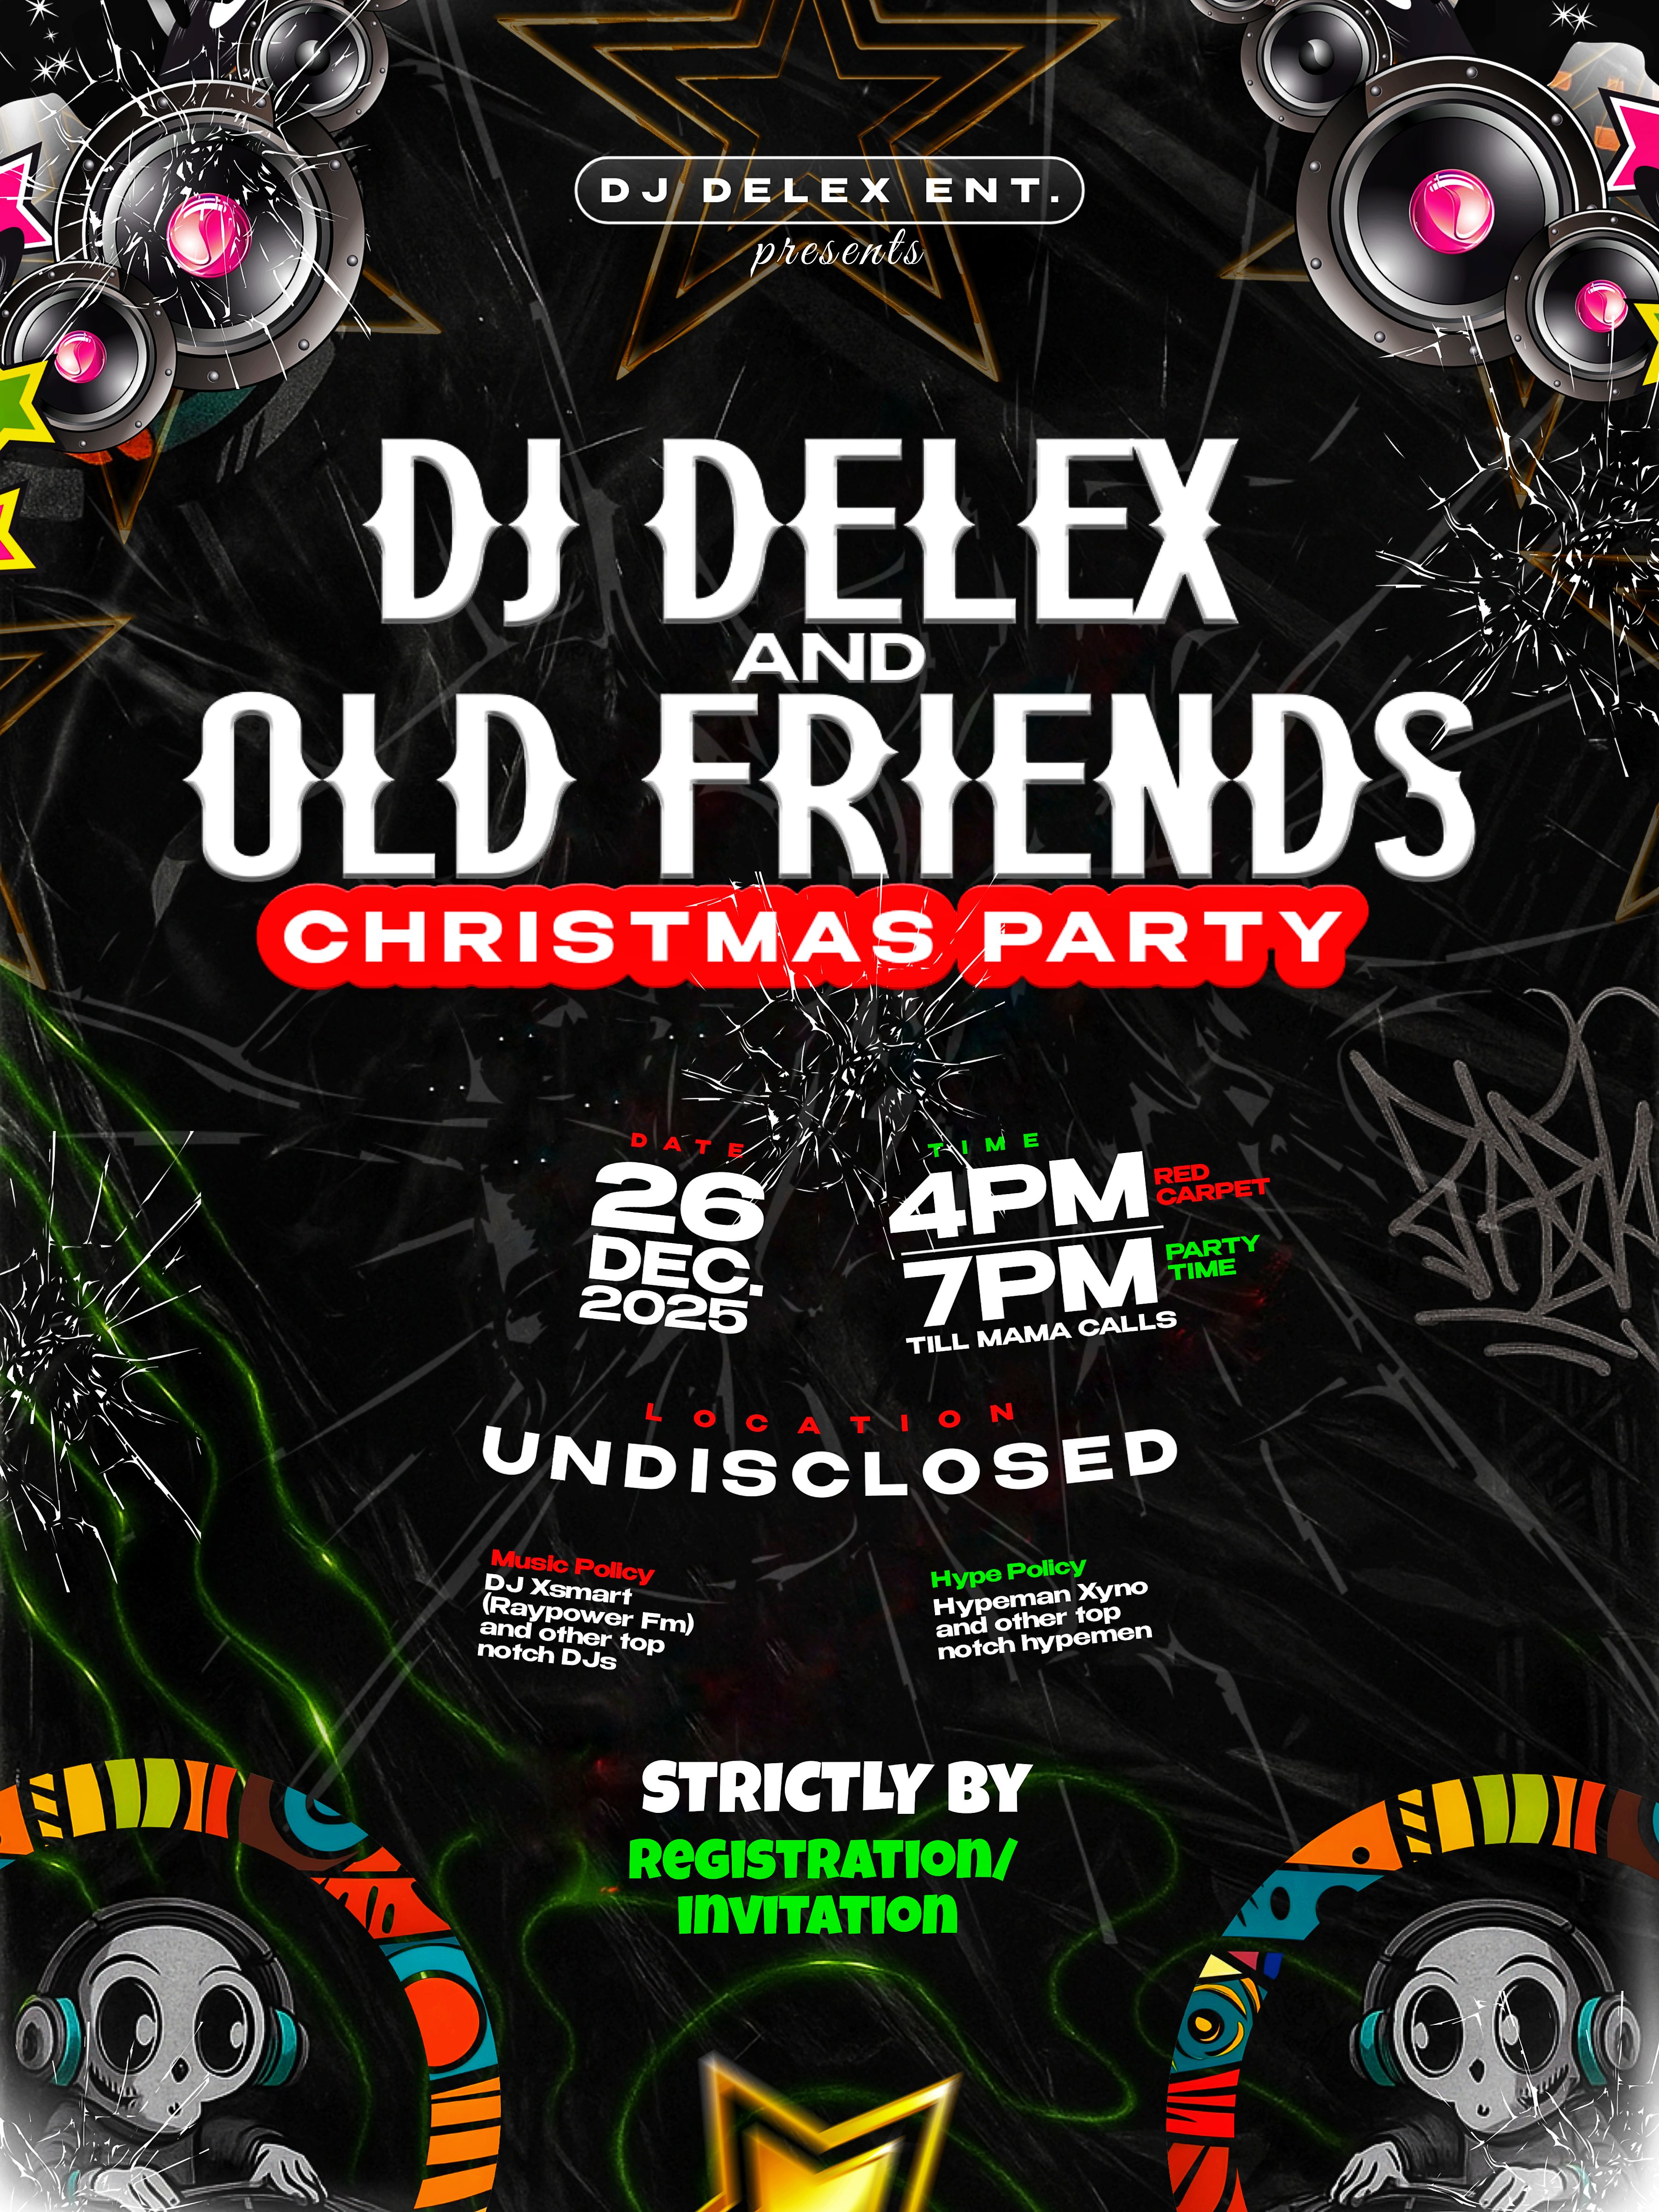 DJ DELEX ENT.
presents
DJ DELEX
AND
OLD FRIENDS
CHRISTMAS PARTY
DATE
26
DEC.
2025
TIME
4PM
RED
CARPET
7PM
PARTY
TIME
TILL MAMA CALLS
LOCATION
UNDISCLOSED
Music Policy
DJ Xsmart
(Raypower Fm)
and other top
notch DJs
Hype Policy
Hypeman Xyno
and other top
notch hypemen
STRICTLY BY
REGISTRATION/
INVITATION